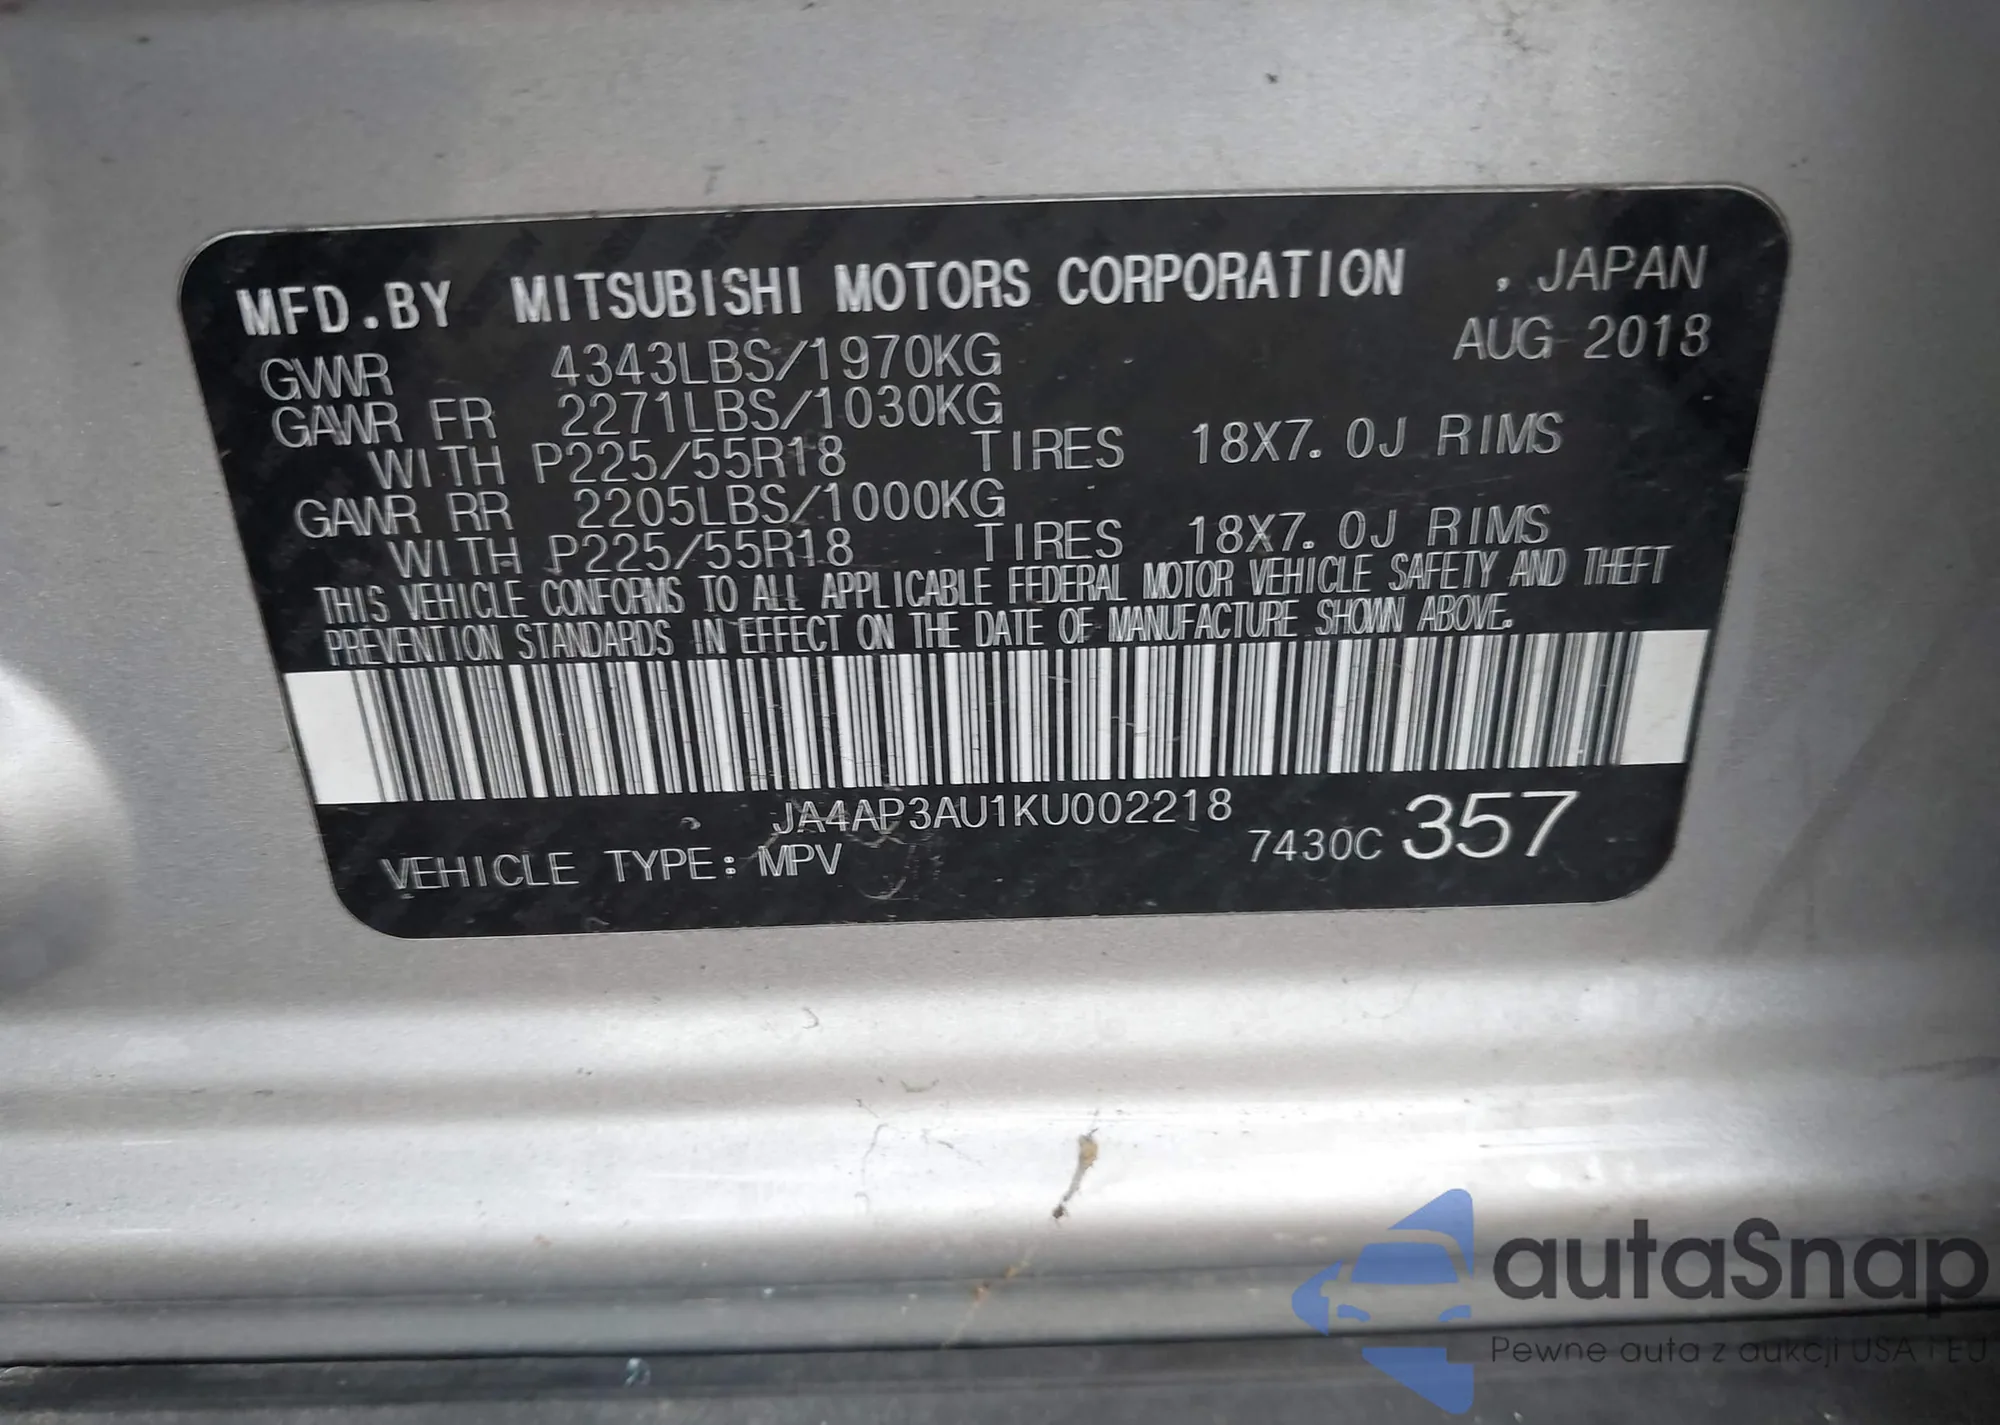 MFD.BY MITSUBISHI MOTORS CORPORATION , JAPAN
AUG 2018
GVWR 4343LBS/1970KG
GAWR FR 2271LBS/1030KG
WITH P225/55R18 TIRES 18X7.0J RIMS
GAWR RR 2205LBS/1000KG
WITH P225/55R18 TIRES 18X7.0J RIMS
THIS VEHICLE CONFORMS TO ALL APPLICABLE FEDERAL MOTOR VEHICLE SAFETY AND THEFT
PREVENTION STANDARDS IN EFFECT ON THE DATE OF MANUFACTURE SHOWN ABOVE.
JA4AP3AU1KU002218
VEHICLE TYPE: MPV 7430C 357
autaSnap
Pewne auta z aukcji USA i EU